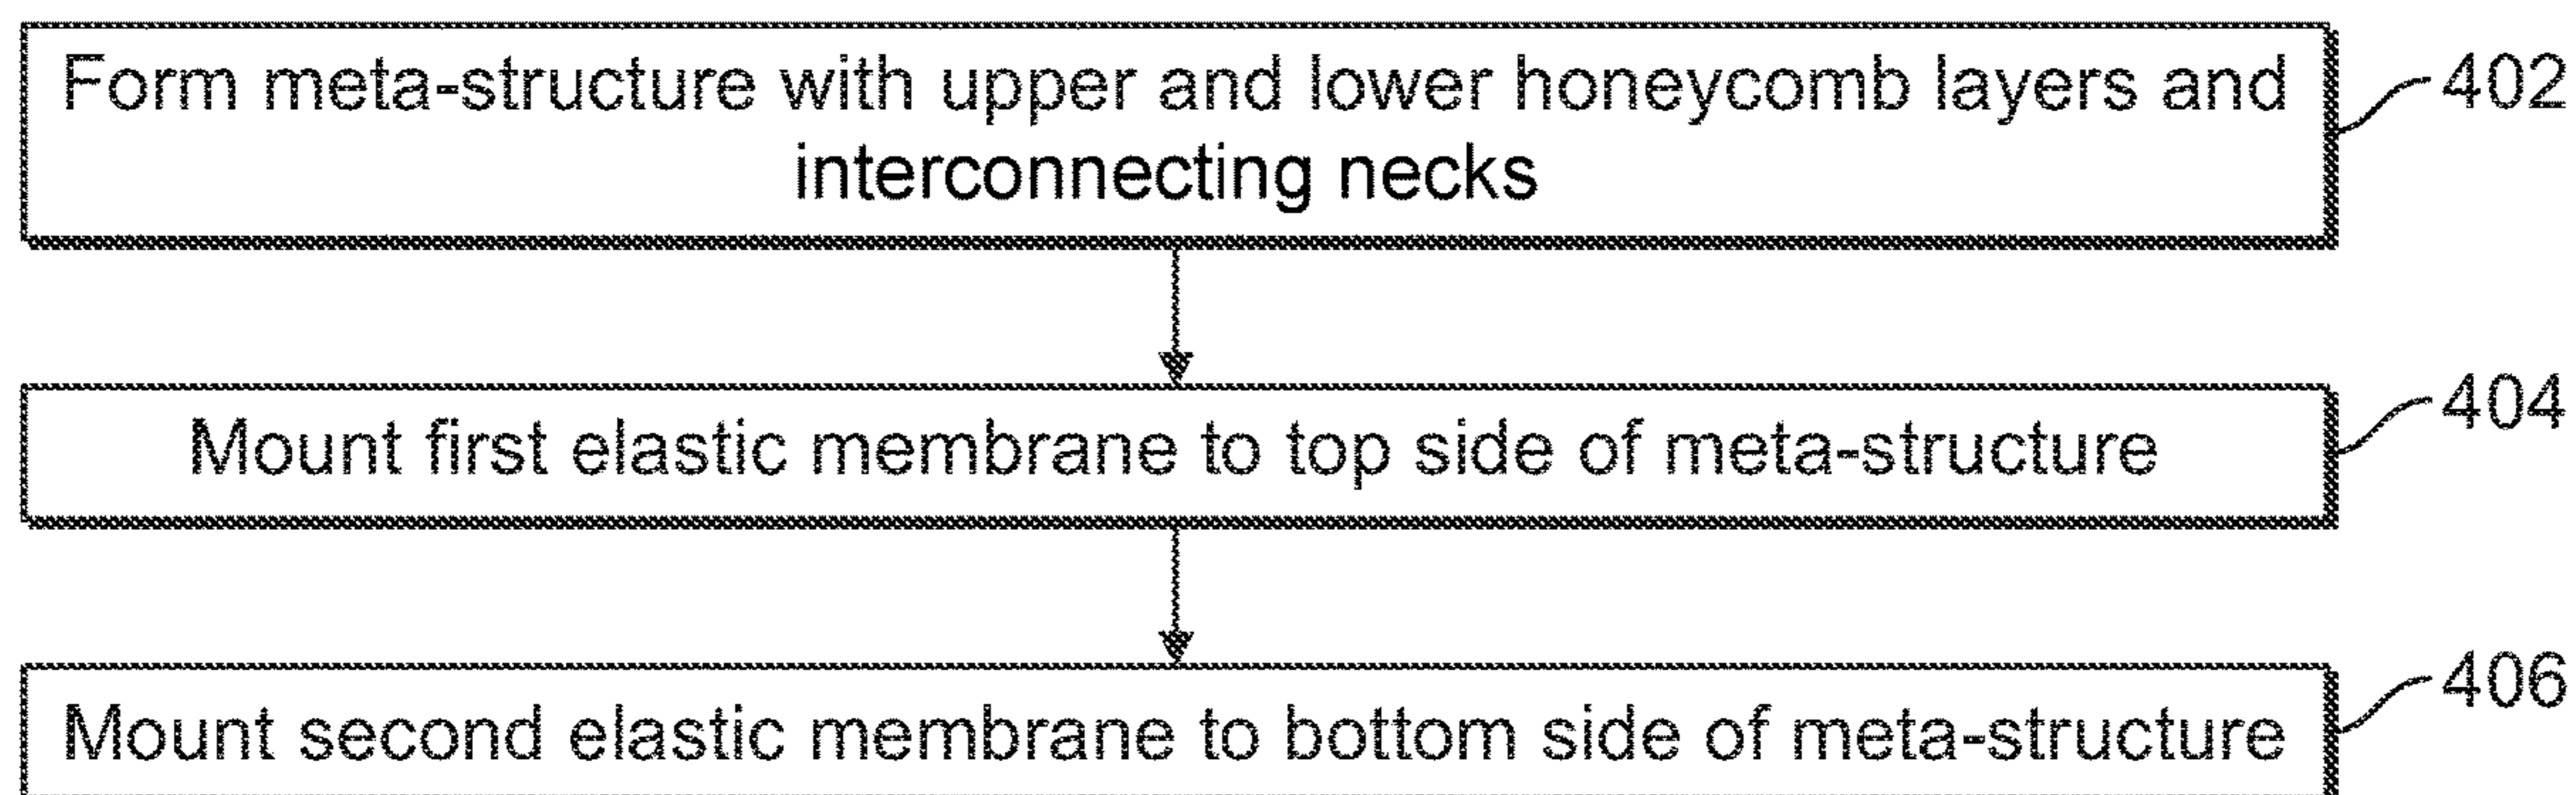 Form meta-structure with upper and lower honeycomb layers and
interconnecting necks
402
Mount first elastic membrane to top side of meta-structure
404
Mount second elastic membrane to bottom side of meta-structure
406